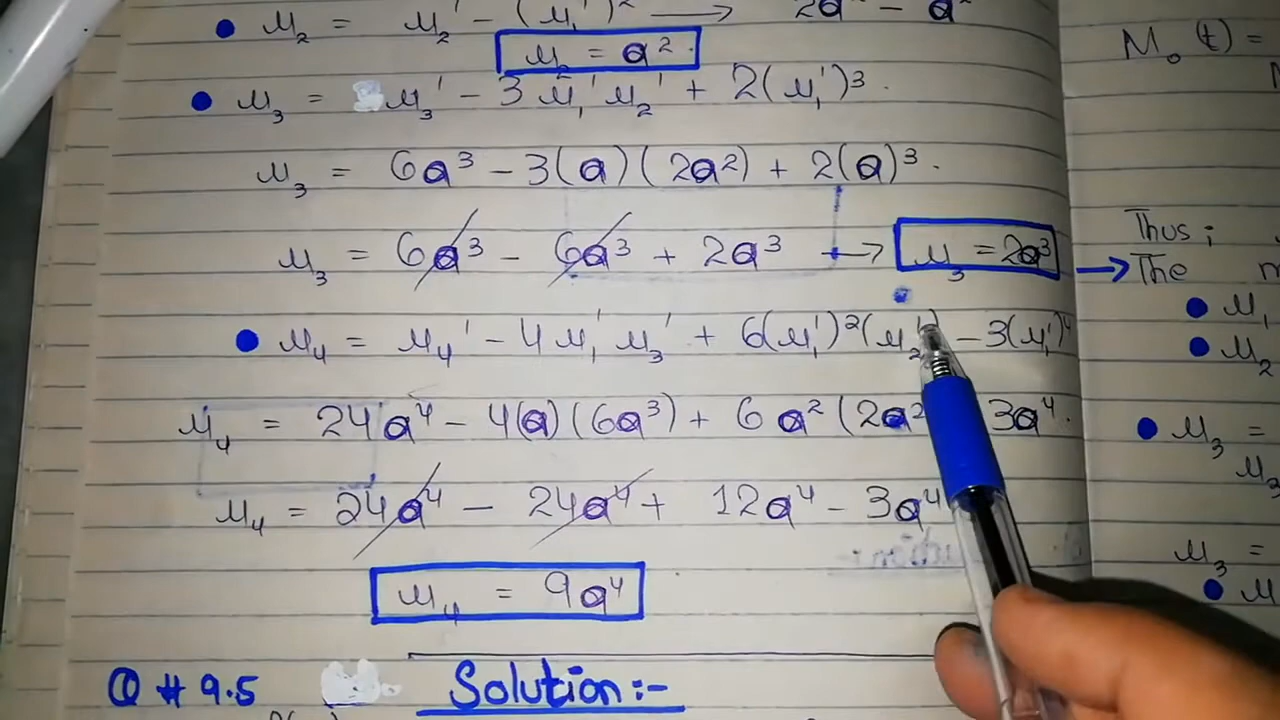 μ₂ = μ₂' − (μ₁')² → 2a² − a²
μ₂ = a².
μ₃ = μ₃' − 3μ₁'μ₂' + 2(μ₁')³.
μ₃ = 6a³ − 3(a)(2a²) + 2(a)³.
μ₃ = 6a³ − 6a³ + 2a³ → μ₃ = 2a³
μ₄ = μ₄' − 4μ₁'μ₃' + 6(μ₁')²(μ₂') − 3(μ₁')⁴
μ₄ = 24a⁴ − 4(a)(6a³) + 6a²(2a² 3a⁴.
μ₄ = 24a⁴ − 24a⁴ + 12a⁴ − 3a⁴
μ₄ = 9a⁴
Q # 9.5 Solution :-
M₀(t) =
Thus ;
→ The
μ₁
μ₂
μ₃ =
μ₃
μ₃ =